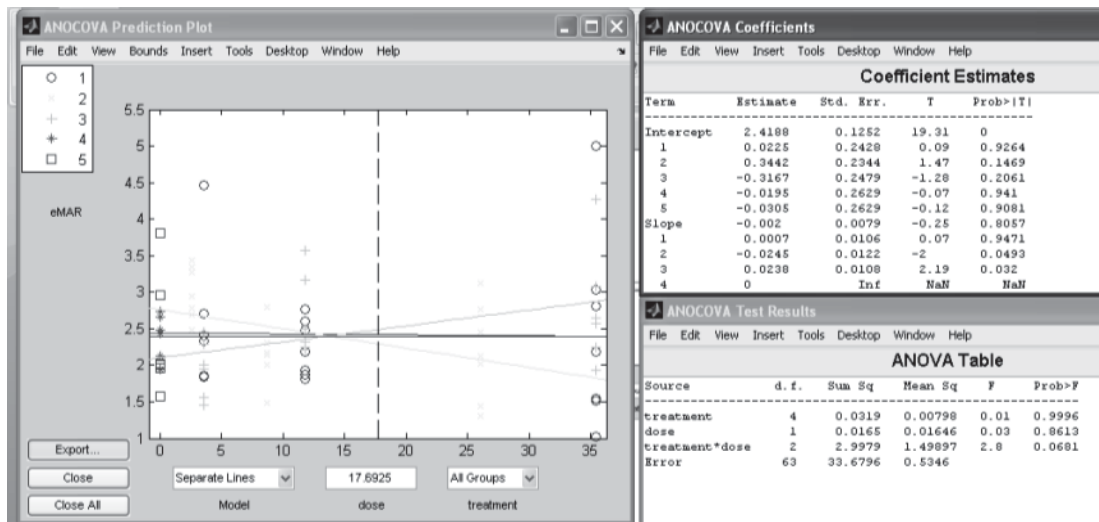 ANOCOVA Prediction Plot
File Edit View Bounds Insert Tools Desktop Window Help
1
2
3
4
5
eMAR
5.5
5
4.5
4
3.5
3
2.5
2
1.5
1
0 5 10 15 20 25 30 35
Export...
Close
Close All
Separate Lines
17.6925
All Groups
Model
dose
treatment
ANOCOVA Coefficients
File Edit View Insert Tools Desktop Window Help
Coefficient Estimates
Term Estimate Std. Err. T Prob>|T|
Intercept 2.4188 0.1252 19.31 0
1 0.0225 0.2428 0.09 0.9264
2 0.3442 0.2344 1.47 0.1469
3 -0.3167 0.2479 -1.28 0.2061
4 -0.0195 0.2629 -0.07 0.941
5 -0.0305 0.2629 -0.12 0.9081
Slope -0.002 0.0079 -0.25 0.8057
1 0.0007 0.0106 0.07 0.9471
2 -0.0245 0.0122 -2 0.0493
3 0.0238 0.0108 2.19 0.032
4 0 Inf NaN NaN
ANOCOVA Test Results
File Edit View Insert Tools Desktop Window Help
ANOVA Table
Source d.f. Sum Sq Mean Sq F Prob>F
treatment 4 0.0319 0.00798 0.01 0.9996
dose 1 0.0165 0.01646 0.03 0.8613
treatment*dose 2 2.9979 1.49897 2.8 0.0681
Error 63 33.6796 0.5346